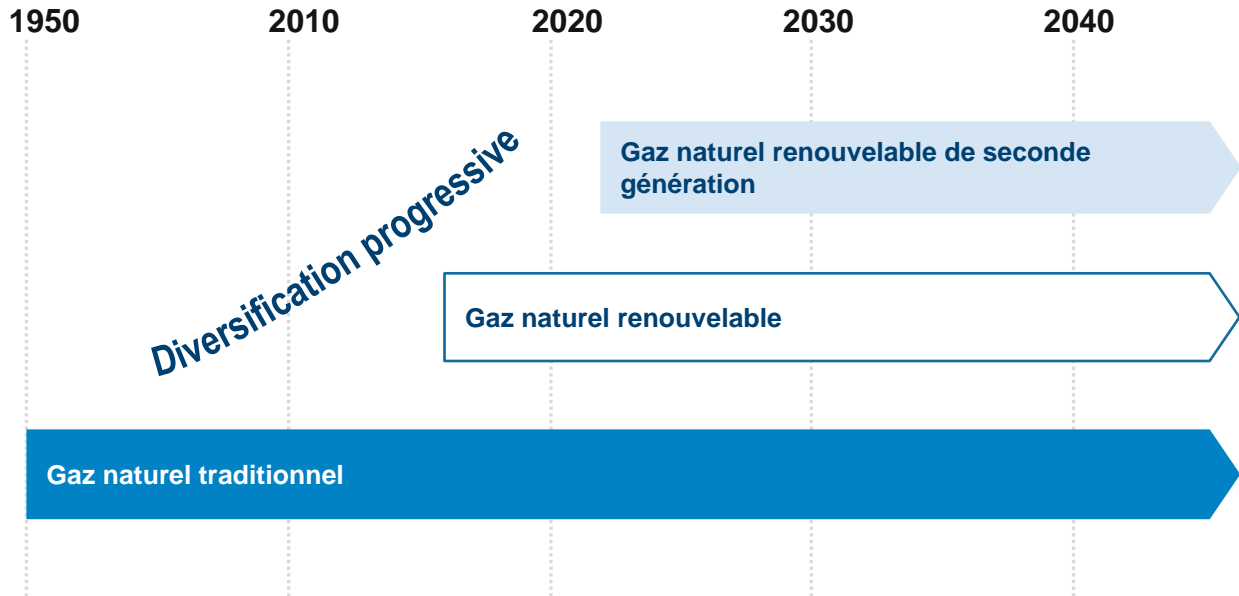 1950 2010 2020 2030 2040
Gaz naturel renouvelable de seconde
génération
Diversification progressive
Gaz naturel renouvelable
Gaz naturel traditionnel